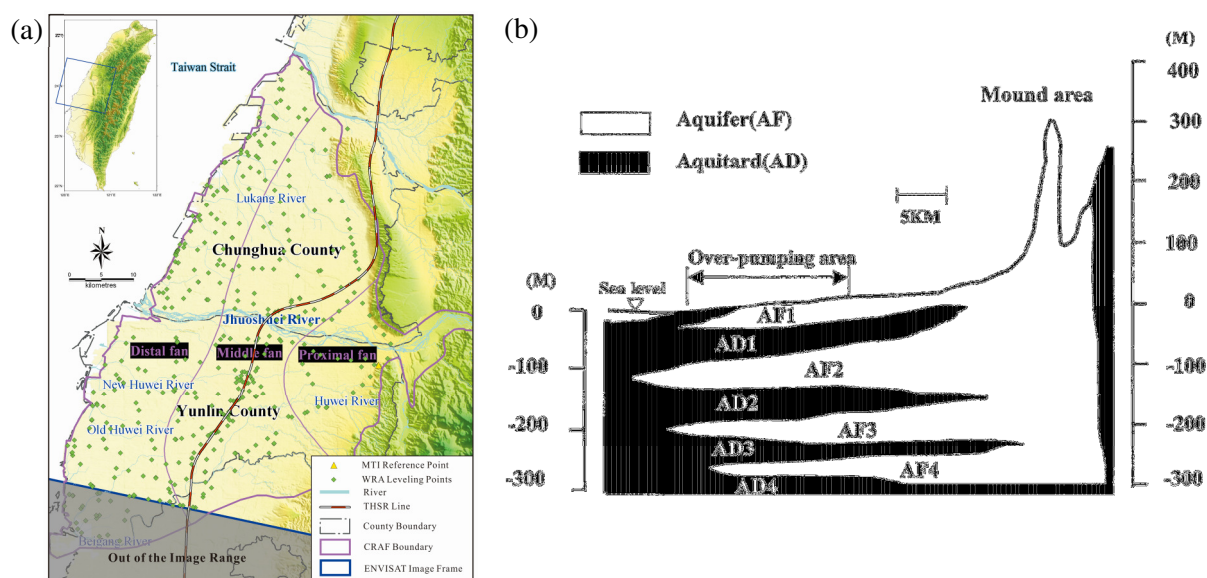 (a)
Taiwan Strait
Lukang River
Chunghua County
N
0 5 10
kilometres
Jhuoshuei River
Distal fan
Middle fan
Proximal fan
New Huwei River
Huwei River
Yunlin County
Old Huwei River
Beigang River
Out of the Image Range
MTI Reference Point
WRA Leveling Points
River
THSR Line
County Boundary
CRAF Boundary
ENVISAT Image Frame
(b)
(M)
400
Mound area
Aquifer(AF)
300
Aquitard(AD)
200
5KM
100
Over-pumping area
(M)
Sea level
0
0
AF1
AD1
-100
AF2
-100
AD2
-200
AF3
-200
AD3
AF4
-300
AD4
-300